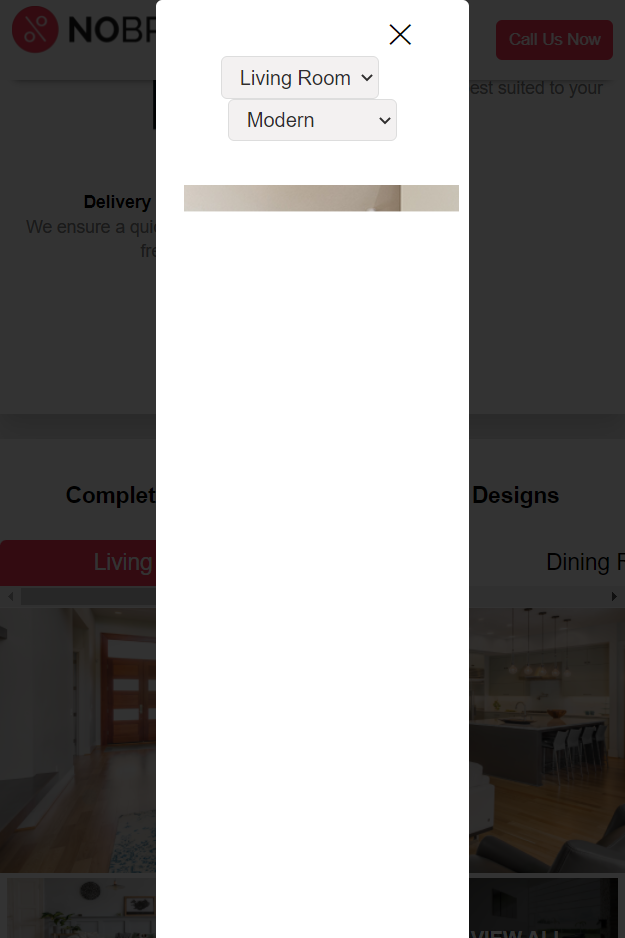 NOBR
Call Us Now
Living Room
Modern
est suited to your
Delivery
We ensure a quic
fre
Complet
Designs
Living
Dining F
VIEW ALL